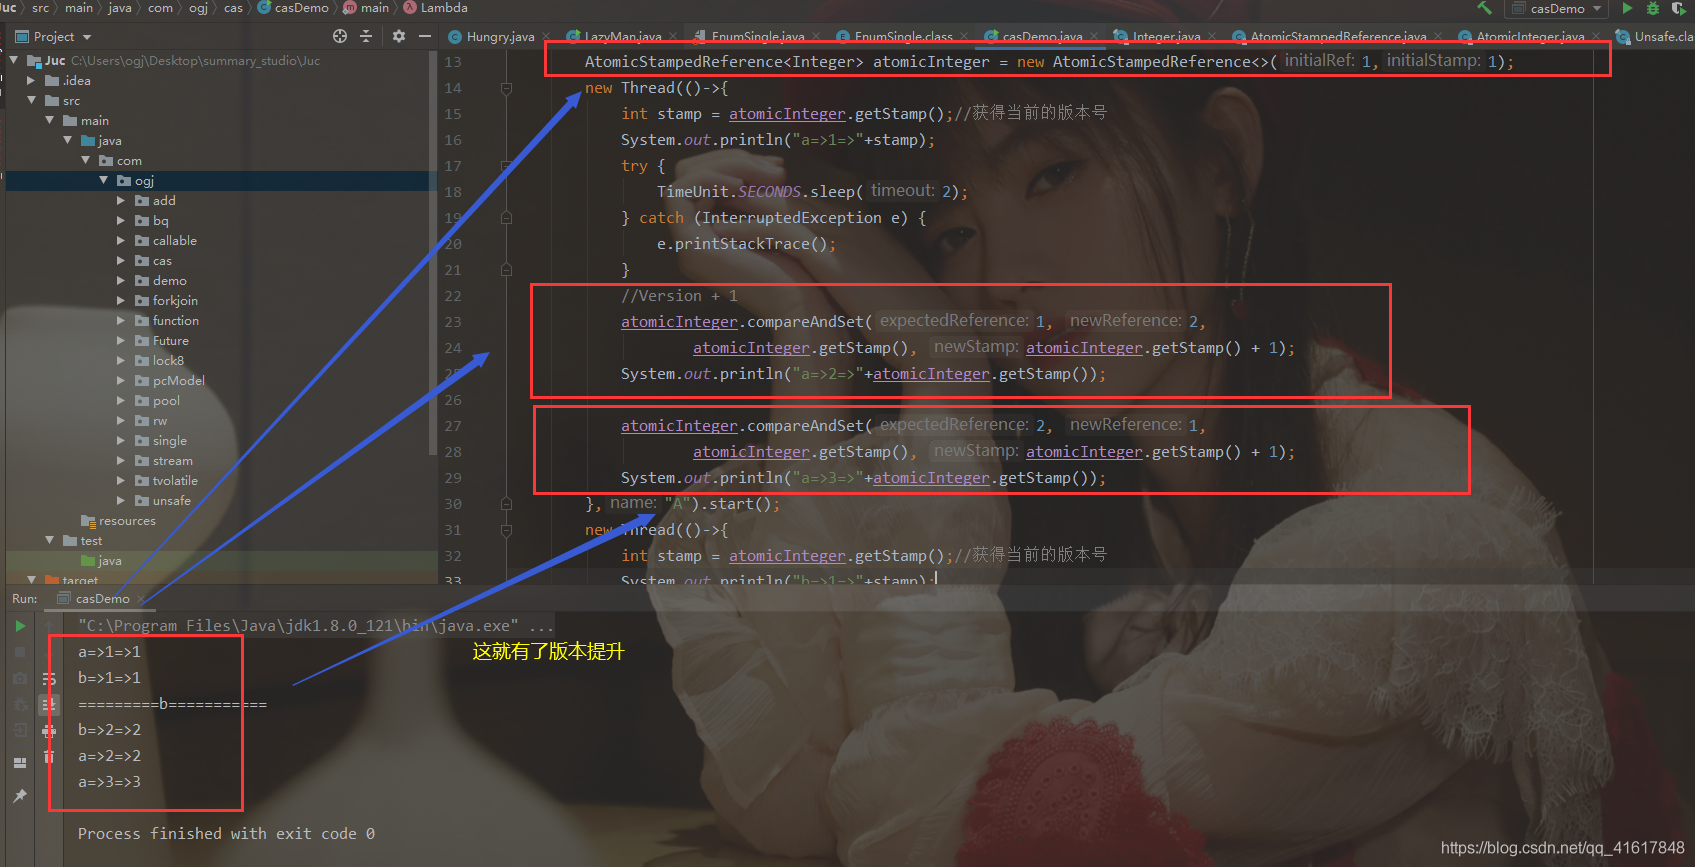 Juc src main java com ogj cas casDemo main Lambda
casDemo
Project
Hungry.java LazyMan.java EnumSingle.java EnumSingle.class casDemo.java Integer.java AtomicStampedReference.java AtomicInteger.java Unsafe.cla
Juc C:\Users\ogj\Desktop\summary_studio\Juc
.idea
src
main
java
com
ogj
add
bq
callable
cas
demo
forkjoin
function
Future
lock8
pcModel
pool
rw
single
stream
tvolatile
unsafe
resources
test
java
target
13 AtomicStampedReference<Integer> atomicInteger = new AtomicStampedReference<>( initialRef: 1, initialStamp: 1);
14 new Thread(()->{
15 int stamp = atomicInteger.getStamp();//获得当前的版本号
16 System.out.println("a=>1=>"+stamp);
17 try {
18 TimeUnit.SECONDS.sleep( timeout: 2);
19 } catch (InterruptedException e) {
20 e.printStackTrace();
21 }
22 //Version + 1
23 atomicInteger.compareAndSet( expectedReference: 1, newReference: 2,
24 atomicInteger.getStamp(), newStamp: atomicInteger.getStamp() + 1);
25 System.out.println("a=>2=>"+atomicInteger.getStamp());
26
27 atomicInteger.compareAndSet( expectedReference: 2, newReference: 1,
28 atomicInteger.getStamp(), newStamp: atomicInteger.getStamp() + 1);
29 System.out.println("a=>3=>"+atomicInteger.getStamp());
30 }, name: "A").start();
31 new Thread(()->{
32 int stamp = atomicInteger.getStamp();//获得当前的版本号
33 System.out.println("b=>1=>"+stamp);
Run: casDemo
"C:\Program Files\Java\jdk1.8.0_121\bin\java.exe" ...
a=>1=>1
b=>1=>1
=========b===========
b=>2=>2
a=>2=>2
a=>3=>3
Process finished with exit code 0
这就有了版本提升
https://blog.csdn.net/qq_41617848